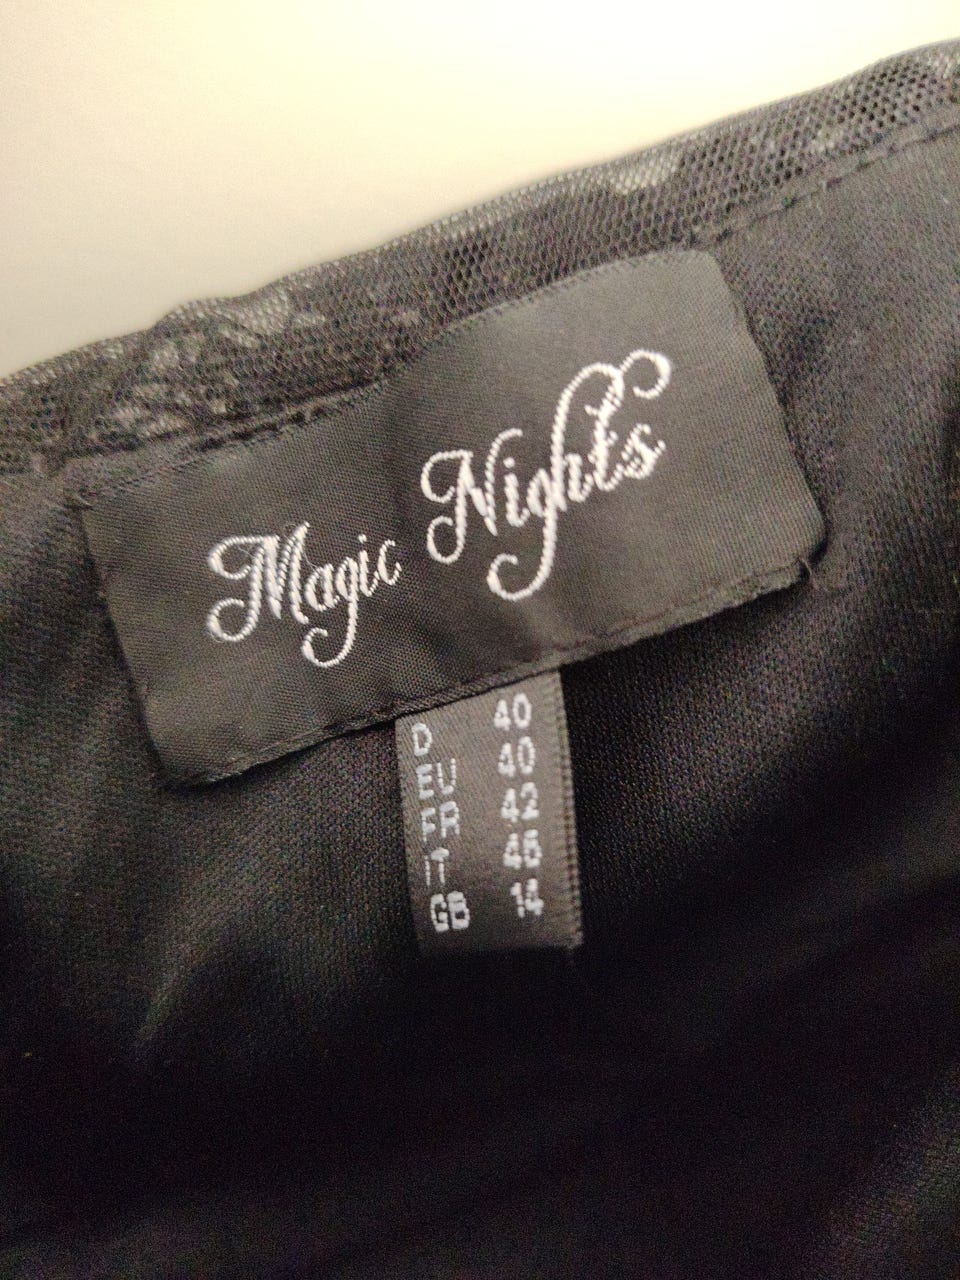 Magic Nights
D 40
EU 40
FR 42
IT 46
GB 14